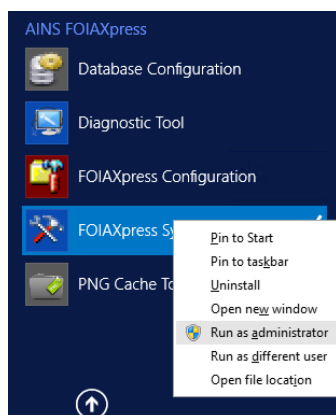 AINS FOIAXpress
Database Configuration
Diagnostic Tool
FOIAXpress Configuration
FOIAXpress Sy
PNG Cache To
Pin to Start
Pin to taskbar
Uninstall
Open new window
Run as administrator
Run as different user
Open file location